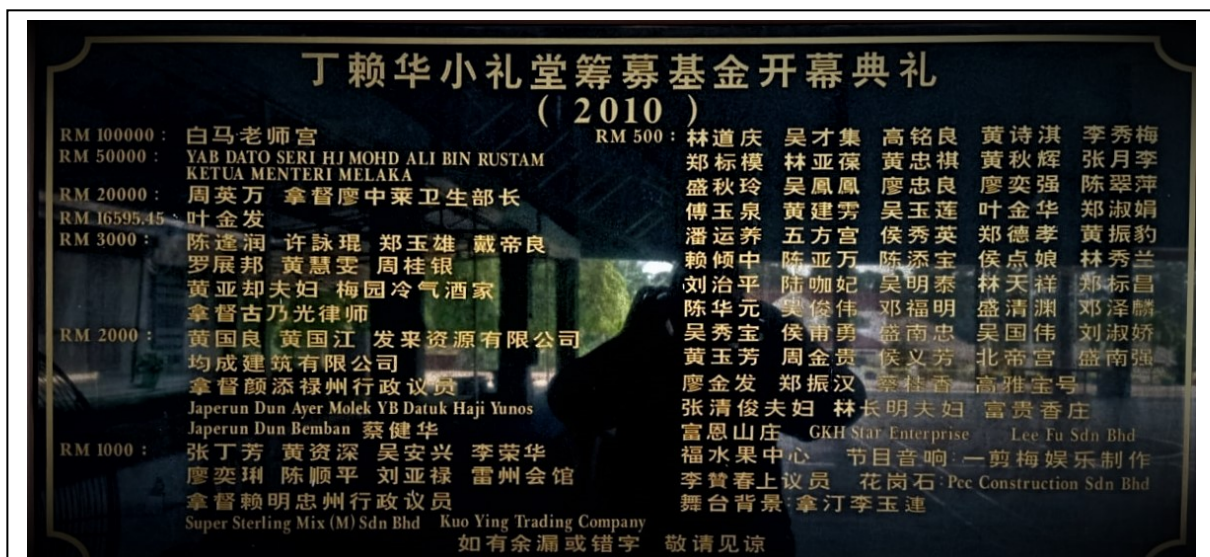 丁赖华小礼堂筹募基金开幕典礼
( 2010 )
RM 100000 : 白马老师宫
RM 50000 : YAB DATO SERI HJ MOHD ALI BIN RUSTAM
KETUA MENTERI MELAKA
RM 20000 : 周英万 拿督廖中莱卫生部长
RM 16595.45 : 叶金发
RM 3000 : 陈逢润 许詠琨 郑玉雄 戴帝良
罗展邦 黄慧雯 周桂银
黄亚却夫妇 梅园冷气酒家
拿督古乃光律师
RM 2000 : 黄国良 黄国江 发来资源有限公司
均成建筑有限公司
拿督颜添禄州行政议员
Japerun Dun Ayer Molek YB Datuk Haji Yunos
Japerun Dun Bemban 蔡健华
RM 1000 : 张丁芳 黄资深 吴安兴 李荣华
廖奕琍 陈顺平 刘亚禄 雷州会馆
拿督赖明忠州行政议员
Super Sterling Mix (M) Sdn Bhd Kuo Ying Trading Company
RM 500 : 林道庆 吴才集 高铭良 黄诗淇 李秀梅
郑标模 林亚葆 黄忠祺 黄秋辉 张月李
盛秋玲 吴鳳鳳 廖忠良 廖奕强 陈翠萍
傅玉泉 黄建雱 吴玉莲 叶金华 郑淑娟
潘运养 五方宫 侯秀英 郑德孝 黄振豹
赖倾中 陈亚万 陈添宝 侯点娘 林秀兰
刘治平 陆咖妃 吴明泰 林天祥 郑标昌
陈华元 吴俊伟 邓福明 盛清渊 邓泽麟
吴秀宝 侯甫勇 盛南忠 吴国伟 刘淑娇
黄玉芳 周金贵 侯义芳 北帝宫 盛南强
廖金发 郑振汉 蔡桂香 高雅宝号
张清俊夫妇 林长明夫妇 富贵香庄
富恩山庄 GKH Star Enterprise Lee Fu Sdn Bhd
福水果中心 节目音响:一剪梅娱乐制作
李贊春上议员 花岗石:Pcc Construction Sdn Bhd
舞台背景:拿汀李玉連
如有余漏或错字 敬请见谅